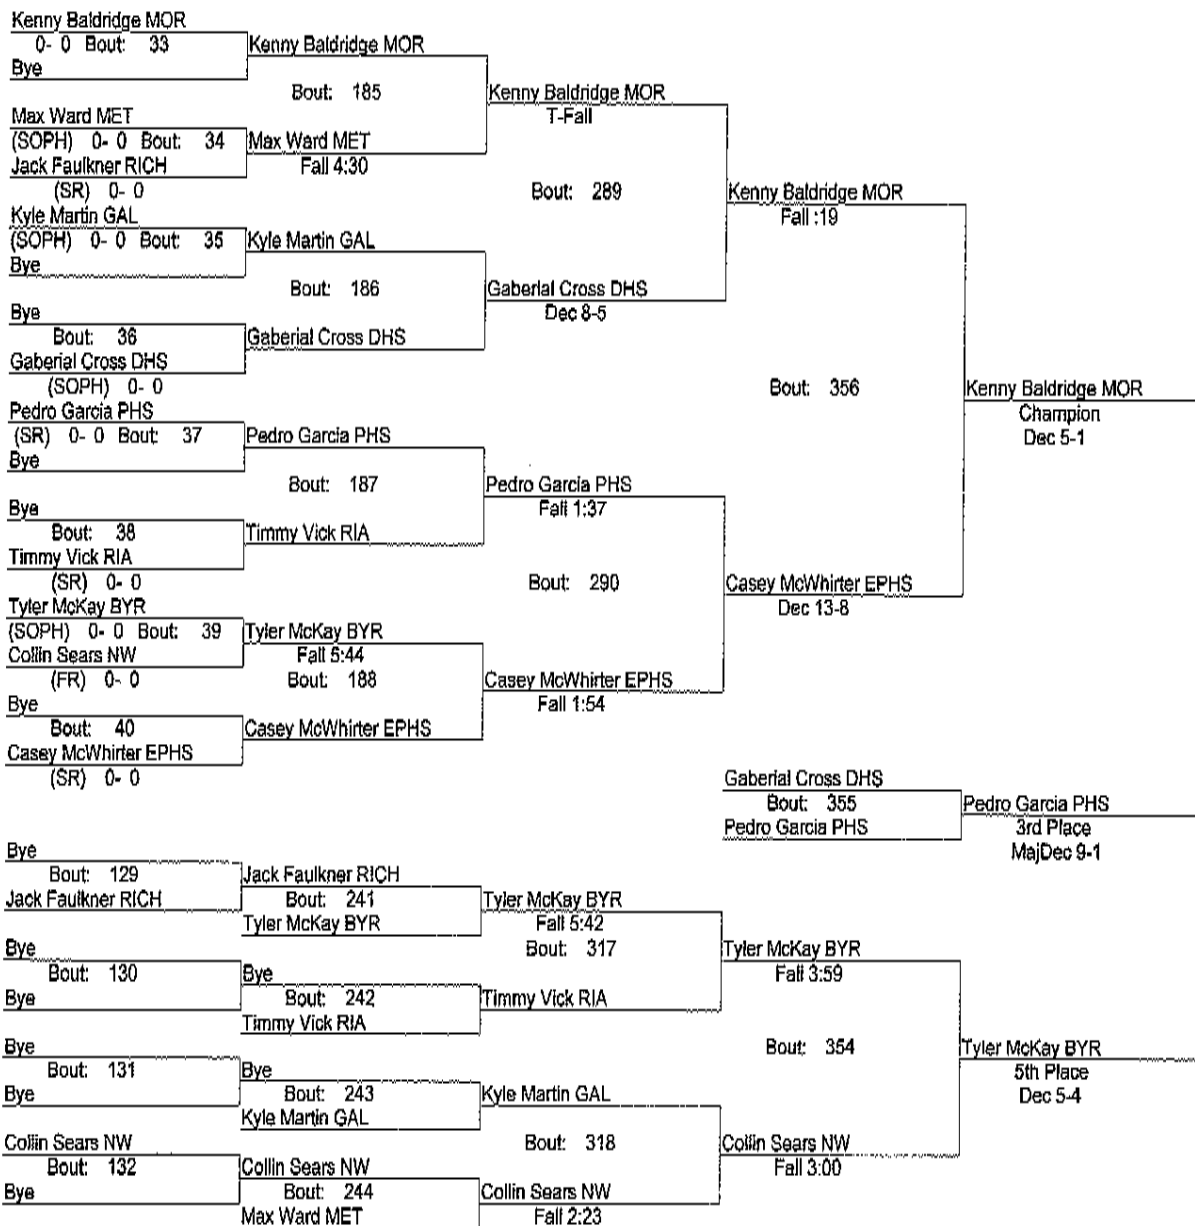 Kenny Baldridge MOR
0- 0 Bout: 33
Bye
Kenny Baldridge MOR
Bout: 185
Max Ward MET
(SOPH) 0- 0 Bout: 34
Jack Faulkner RICH
(SR) 0- 0
Max Ward MET
Fall 4:30
Kenny Baldridge MOR
T-Fall
Bout: 289
Kyle Martin GAL
(SOPH) 0- 0 Bout: 35
Bye
Kyle Martin GAL
Bout: 186
Bye
Bout: 36
Gaberial Cross DHS
(SOPH) 0- 0
Gaberial Cross DHS
Gaberial Cross DHS
Dec 8-5
Kenny Baldridge MOR
Fall :19
Bout: 356
Kenny Baldridge MOR
Champion
Dec 5-1
Pedro Garcia PHS
(SR) 0- 0 Bout: 37
Bye
Pedro Garcia PHS
Bout: 187
Bye
Bout: 38
Timmy Vick RIA
(SR) 0- 0
Timmy Vick RIA
Pedro Garcia PHS
Fall 1:37
Bout: 290
Tyler McKay BYR
(SOPH) 0- 0 Bout: 39
Collin Sears NW
(FR) 0- 0
Tyler McKay BYR
Fall 5:44
Bout: 188
Bye
Bout: 40
Casey McWhirter EPHS
(SR) 0- 0
Casey McWhirter EPHS
Casey McWhirter EPHS
Fall 1:54
Casey McWhirter EPHS
Dec 13-8
Gaberial Cross DHS
Bout: 355
Pedro Garcia PHS
Pedro Garcia PHS
3rd Place
MajDec 9-1
Bye
Bout: 129
Jack Faulkner RICH
Jack Faulkner RICH
Bout: 241
Tyler McKay BYR
Tyler McKay BYR
Fall 5:42
Bout: 317
Bye
Bout: 130
Bye
Bye
Bout: 242
Timmy Vick RIA
Timmy Vick RIA
Tyler McKay BYR
Fall 3:59
Bout: 354
Tyler McKay BYR
5th Place
Dec 5-4
Bye
Bout: 131
Bye
Bye
Bout: 243
Kyle Martin GAL
Kyle Martin GAL
Bout: 318
Collin Sears NW
Bout: 132
Bye
Collin Sears NW
Bout: 244
Max Ward MET
Collin Sears NW
Fall 2:23
Collin Sears NW
Fall 3:00